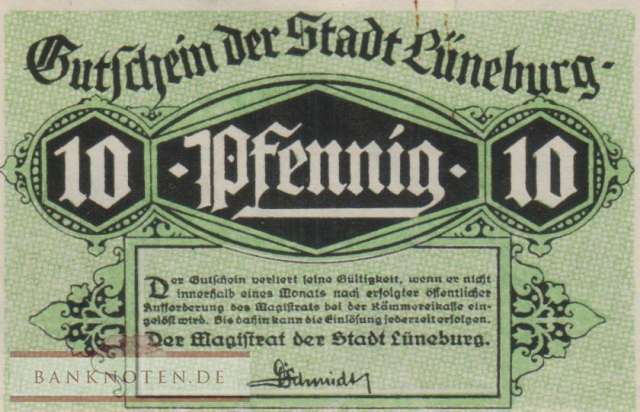 Gutschein der Stadt Lüneburg
10 · Pfennig · 10
Der Gutschein verliert seine Gültigkeit, wenn er nicht
innerhalb eines Monats nach erfolgter öffentlicher
Aufforderung des Magistrats bei der Kämmereikasse ein-
gelöst wird. Bis dahin kann die Einlösung jederzeit erfolgen.
Der Magistrat der Stadt Lüneburg.
Schmidt
BANKNOTEN.DE